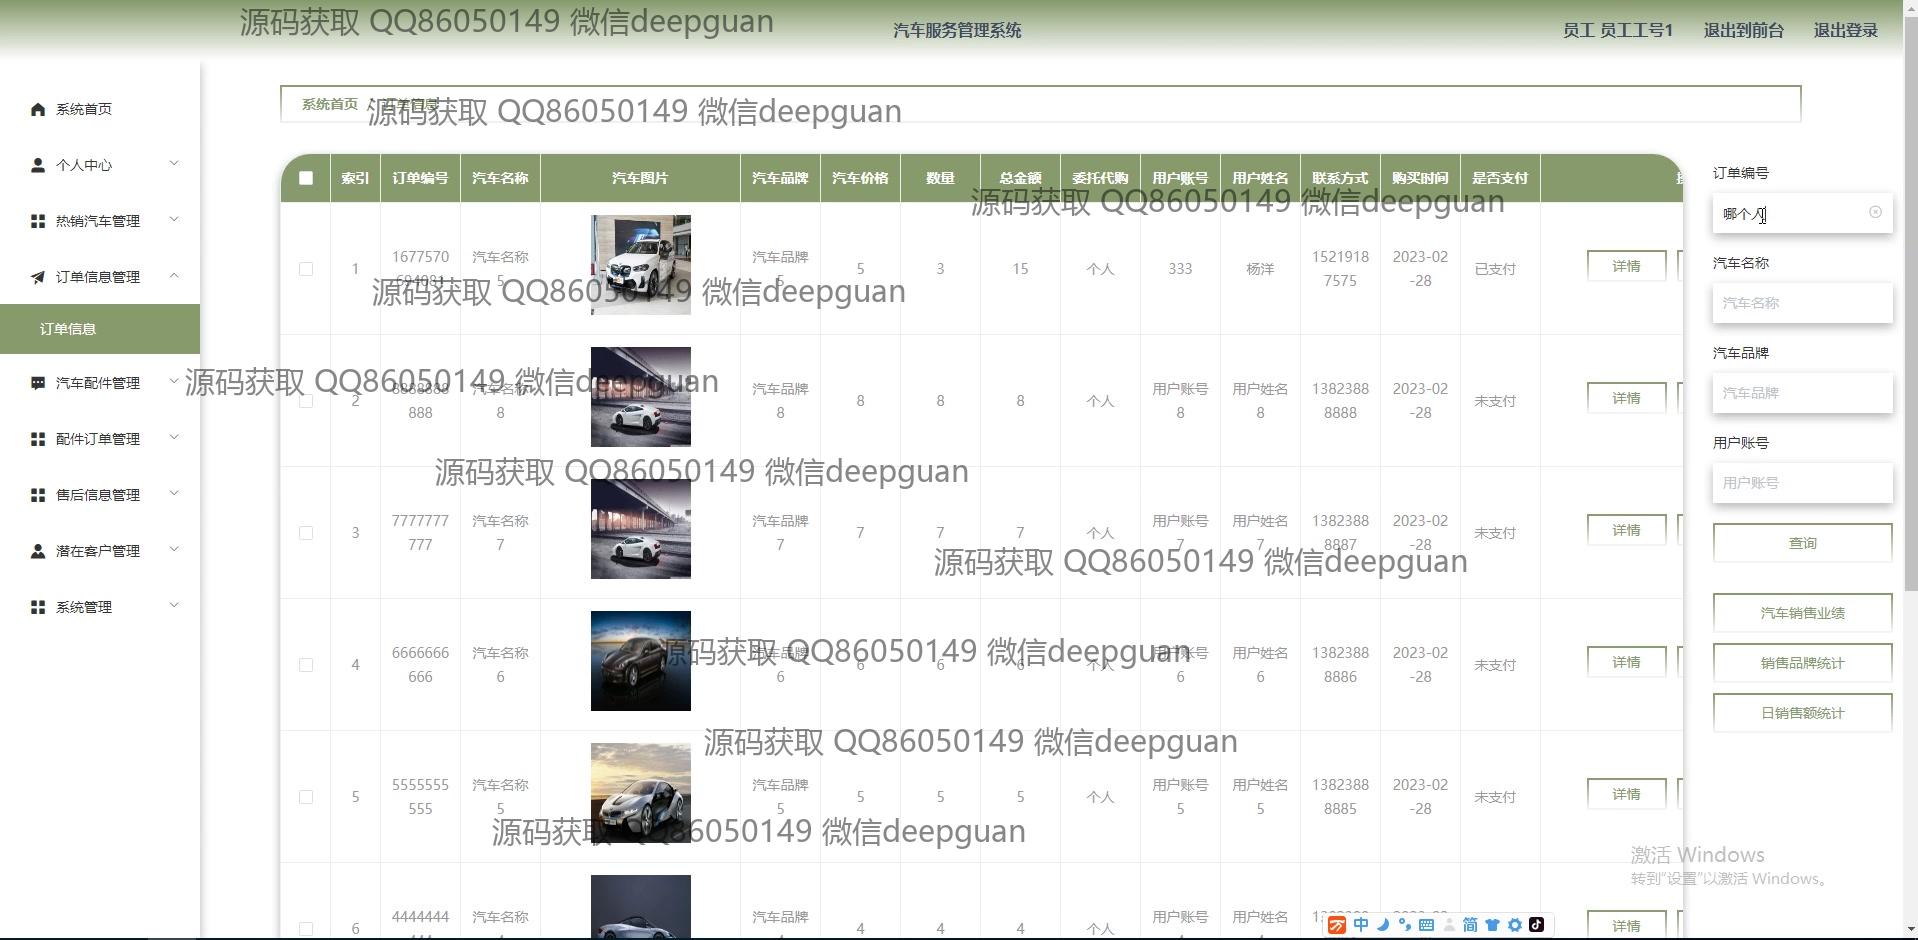 源码获取 QQ86050149 微信deepguan
汽车服务管理系统
员工 员工工号1
退出到前台
退出登录
系统首页
个人中心
热销汽车管理
订单信息管理
订单信息
汽车配件管理
配件订单管理
售后信息管理
潜在客户管理
系统管理
系统首页 / 订单信息
源码获取 QQ86050149 微信deepguan
索引 订单编号 汽车名称 汽车图片 汽车品牌 汽车价格 数量 总金额 委托代购 用户账号 用户姓名 联系方式 购买时间 是否支付
源码获取 QQ86050149 微信deepguan
1 1677570 汽车名称5 汽车品牌5 5 3 15 个人 333 杨洋 15219187575 2023-02-28 已支付 详情
源码获取 QQ86050149 微信deepguan
2 8888888888 汽车名称8 汽车品牌8 8 8 8 个人 用户账号8 用户姓名8 13823888888 2023-02-28 未支付 详情
源码获取 QQ86050149 微信deepguan
源码获取 QQ86050149 微信deepguan
3 7777777777 汽车名称7 汽车品牌7 7 7 7 个人 用户账号7 用户姓名7 13823888887 2023-02-28 未支付 详情
源码获取 QQ86050149 微信deepguan
4 6666666666 汽车名称6 汽车品牌6 6 6 6 个人 用户账号6 用户姓名6 13823888886 2023-02-28 未支付 详情
源码获取 QQ86050149 微信deepguan
源码获取 QQ86050149 微信deepguan
5 5555555555 汽车名称5 汽车品牌5 5 5 5 个人 用户账号5 用户姓名5 13823888885 2023-02-28 未支付 详情
源码获取 QQ86050149 微信deepguan
6 4444444 汽车名称 汽车品牌 4 4 4 个人 用户账号 用户姓名 详情
订单编号
哪个人
汽车名称
汽车名称
汽车品牌
汽车品牌
用户账号
用户账号
查询
汽车销售业绩
销售品牌统计
日销售额统计
激活 Windows
转到“设置”以激活 Windows。
中 简